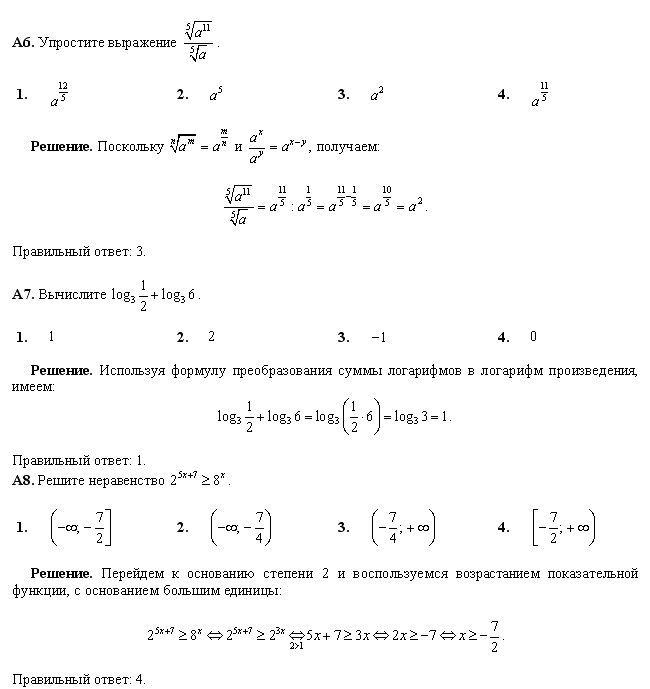 А6. Упростите выражение $\frac{\sqrt[5]{a^{11}}}{\sqrt[5]{a}}$.
1. $a^{\frac{12}{5}}$ 2. $a^5$ 3. $a^2$ 4. $a^{\frac{11}{5}}$
Решение. Поскольку $\sqrt[n]{a^m} = a^{\frac{m}{n}}$ и $\frac{a^x}{a^y} = a^{x-y}$, получаем:
$\frac{\sqrt[5]{a^{11}}}{\sqrt[5]{a}} = a^{\frac{11}{5}} : a^{\frac{1}{5}} = a^{\frac{11}{5}-\frac{1}{5}} = a^{\frac{10}{5}} = a^2.$
Правильный ответ: 3.
А7. Вычислите $\log_3 \frac{1}{2} + \log_3 6$.
1. 1 2. 2 3. −1 4. 0
Решение. Используя формулу преобразования суммы логарифмов в логарифм произведения,
имеем:
$\log_3 \frac{1}{2} + \log_3 6 = \log_3 \left(\frac{1}{2} \cdot 6\right) = \log_3 3 = 1.$
Правильный ответ: 1.
А8. Решите неравенство $2^{5x+7} \geq 8^x$.
1. $\left(-\infty, -\frac{7}{2}\right]$ 2. $\left(-\infty, -\frac{7}{4}\right)$ 3. $\left(-\frac{7}{4}; +\infty\right)$ 4. $\left[-\frac{7}{2}; +\infty\right)$
Решение. Перейдем к основанию степени 2 и воспользуемся возрастанием показательной
функции, с основанием большим единицы:
$2^{5x+7} \geq 8^x \Leftrightarrow 2^{5x+7} \geq 2^{3x} \underset{2>1}{\Leftrightarrow} 5x + 7 \geq 3x \Leftrightarrow 2x \geq -7 \Leftrightarrow x \geq -\frac{7}{2}.$
Правильный ответ: 4.